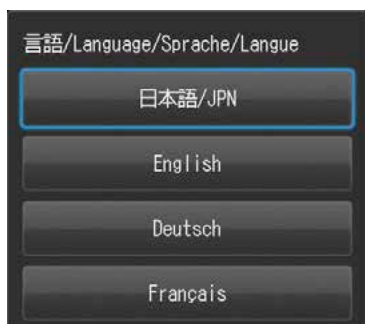 言語/Language/Sprache/Langue
日本語/JPN
English
Deutsch
Français